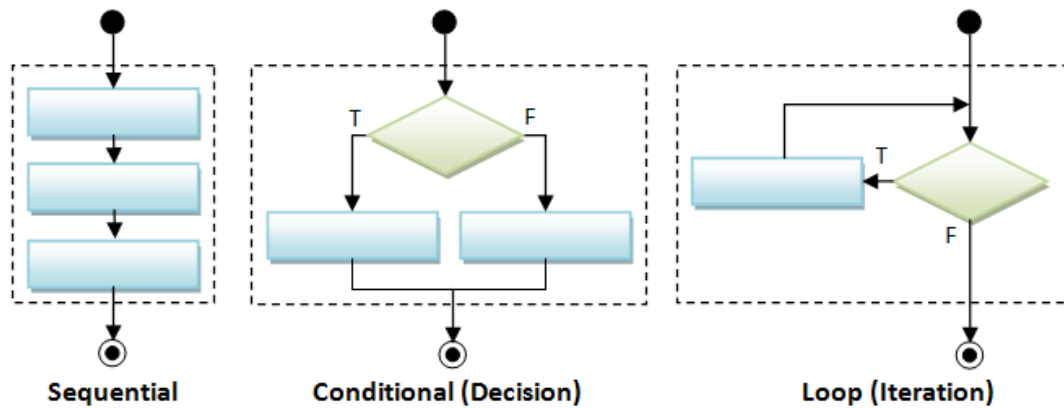 T
F
T
F
Sequential
Conditional (Decision)
Loop (Iteration)